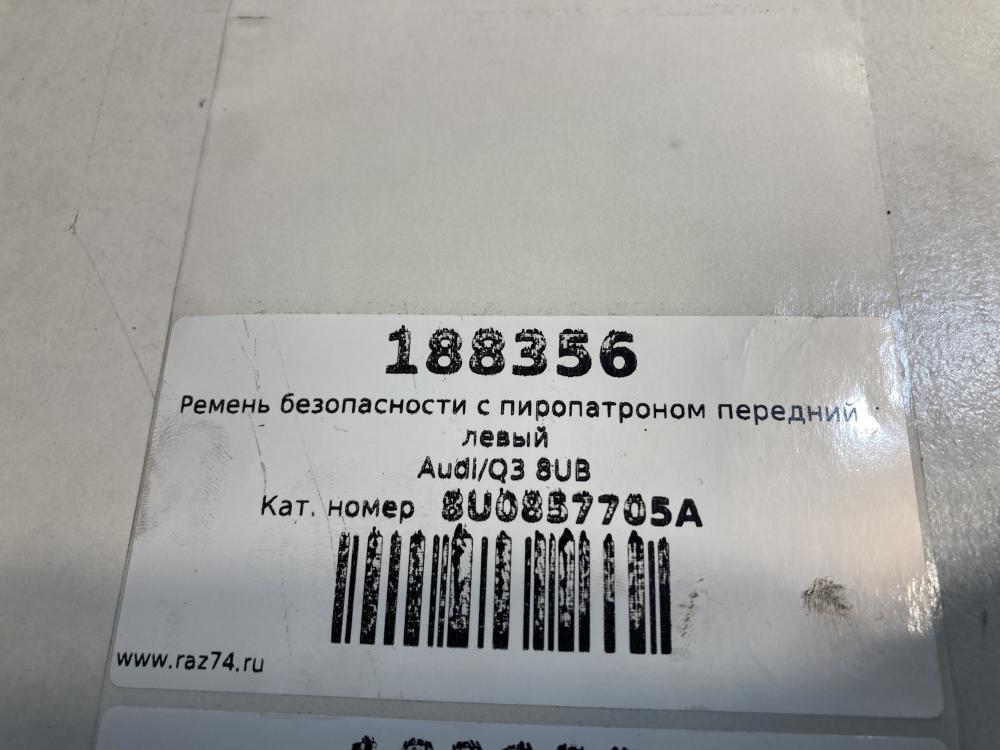 188356
Ремень безопасности с пиропатроном передний
левый
Audi/Q3 8UB
Кат. номер 8U0857705A
www.raz74.ru